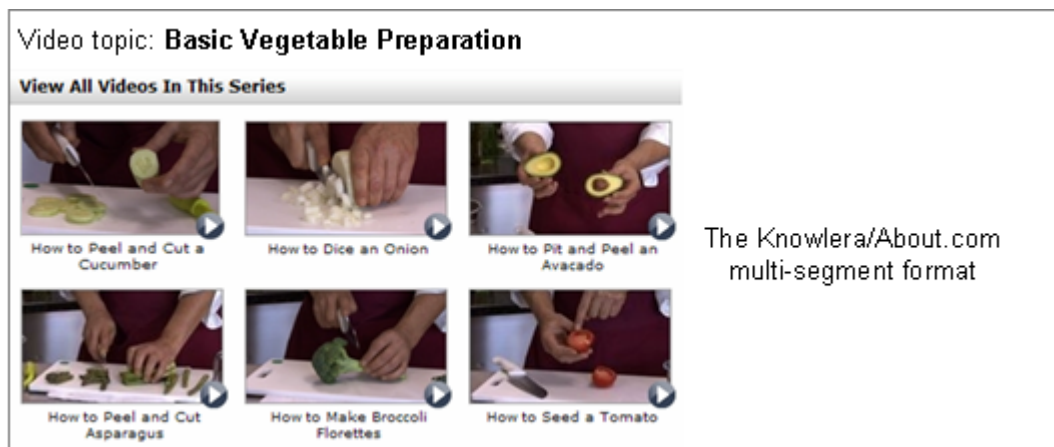 Video topic: Basic Vegetable Preparation
View All Videos In This Series
How to Peel and Cut a
Cucumber
How to Dice an Onion
How to Pit and Peel an
Avacado
The Knowlera/About.com
multi-segment format
How to Peel and Cut
Asparagus
How to Make Broccoli
Florettes
How to Seed a Tomato